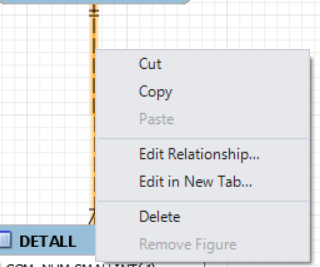 Cut
Copy
Paste
Edit Relationship...
Edit in New Tab...
Delete
Remove Figure
DETALL